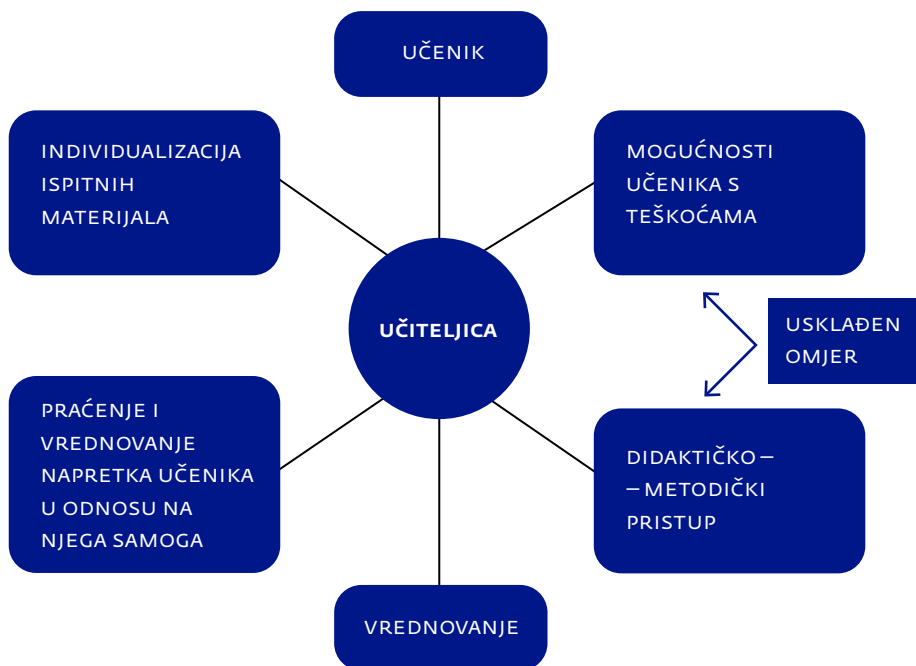 UČENIK
INDIVIDUALIZACIJA
ISPITNIH
MATERIJALA
MOGUĆNOSTI
UČENIKA S
TEŠKOĆAMA
UČITELJICA
USKLAĐEN
OMJER
PRAĆENJE I
VREDNOVANJE
NAPRETKA UČENIKA
U ODNOSU NA
NJEGA SAMOGA
DIDAKTIČKO –
– METODIČKI
PRISTUP
VREDNOVANJE